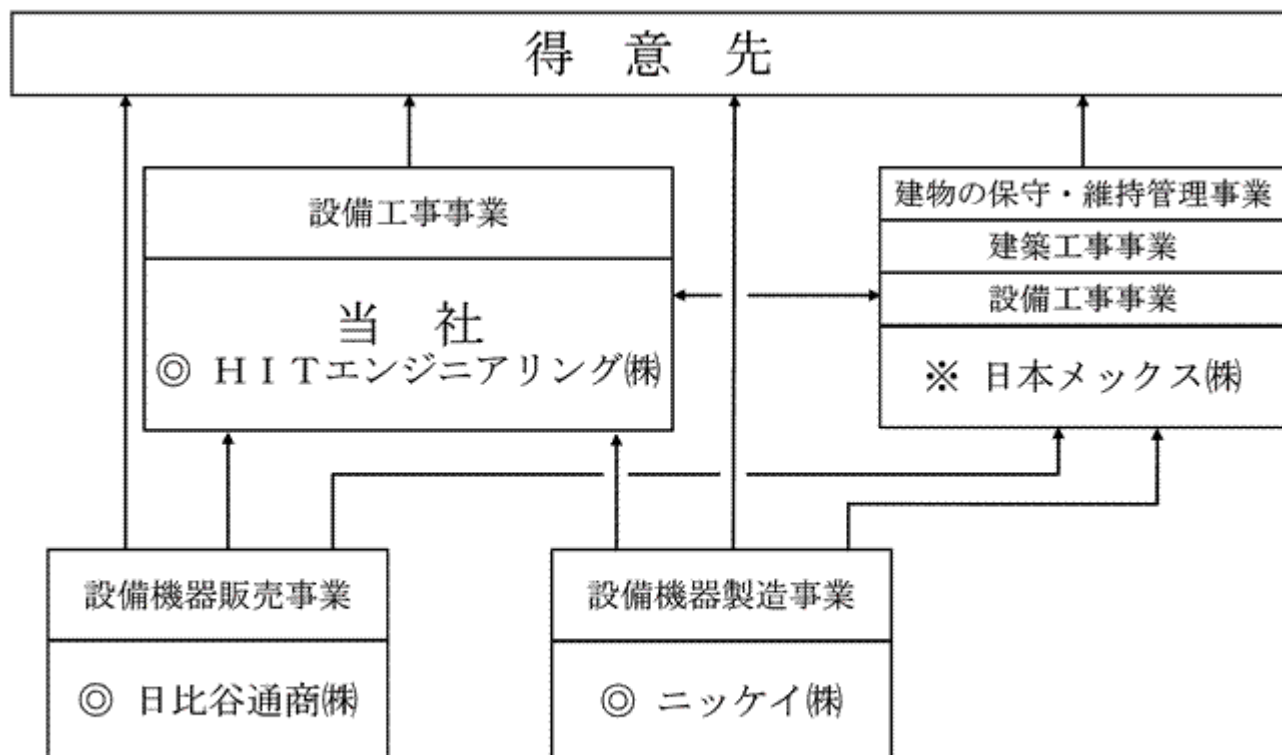 得　意　先
設備工事事業
当　社
◎ ＨＩＴエンジニアリング㈱
建物の保守・維持管理事業
建築工事事業
設備工事事業
※ 日本メックス㈱
設備機器販売事業
◎ 日比谷通商㈱
設備機器製造事業
◎ ニッケイ㈱